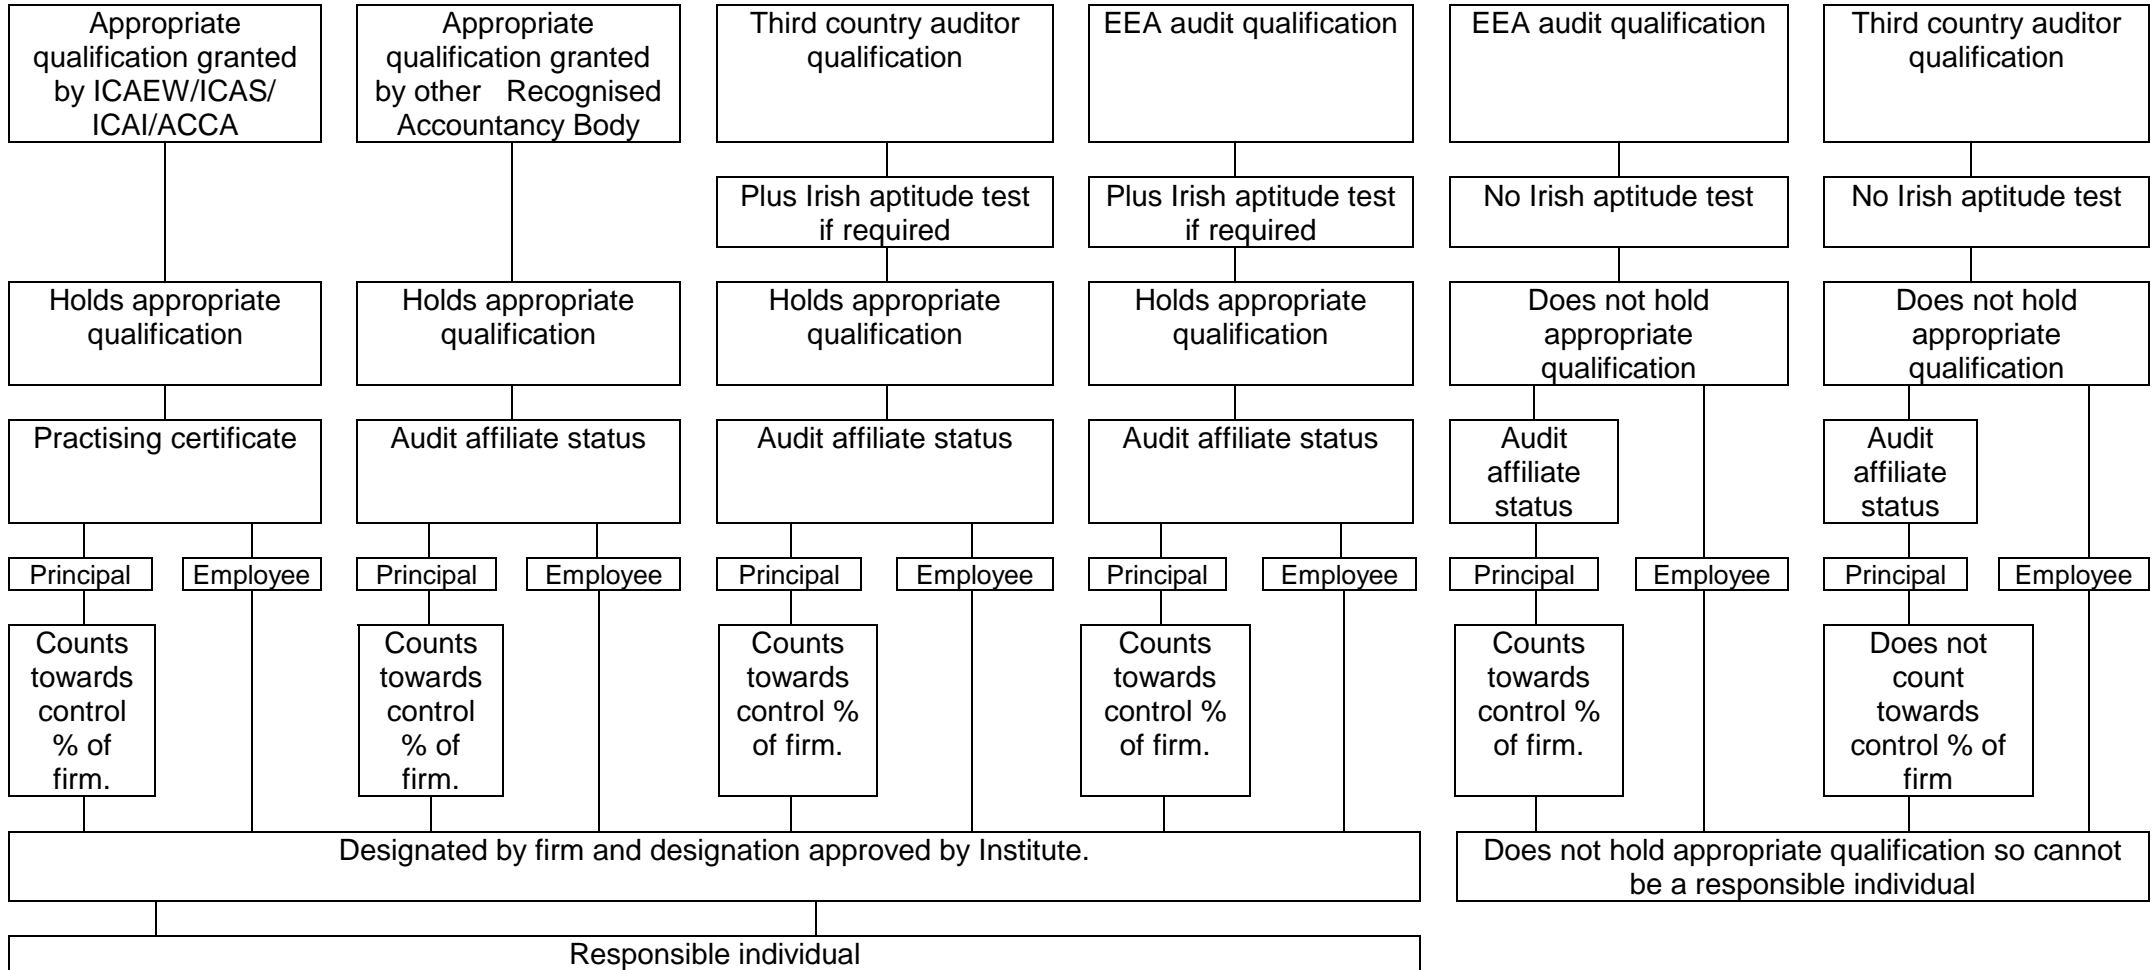 Appropriate
qualification granted
by ICAEW/ICAS/
ICAI/ACCA
Appropriate
qualification granted
by other Recognised
Accountancy Body
Third country auditor
qualification
EEA audit qualification
EEA audit qualification
Third country auditor
qualification
Plus Irish aptitude test
if required
Plus Irish aptitude test
if required
No Irish aptitude test
No Irish aptitude test
Holds appropriate
qualification
Holds appropriate
qualification
Holds appropriate
qualification
Holds appropriate
qualification
Does not hold
appropriate
qualification
Does not hold
appropriate
qualification
Practising certificate
Audit affiliate status
Audit affiliate status
Audit affiliate status
Audit
affiliate
status
Audit
affiliate
status
Principal
Employee
Principal
Employee
Principal
Employee
Principal
Employee
Principal
Employee
Principal
Employee
Counts
towards
control
% of
firm.
Counts
towards
control
% of
firm.
Counts
towards
control %
of firm.
Counts
towards
control %
of firm.
Counts
towards
control %
of firm.
Does not
count
towards
control % of
firm
Designated by firm and designation approved by Institute.
Does not hold appropriate qualification so cannot
be a responsible individual
Responsible individual